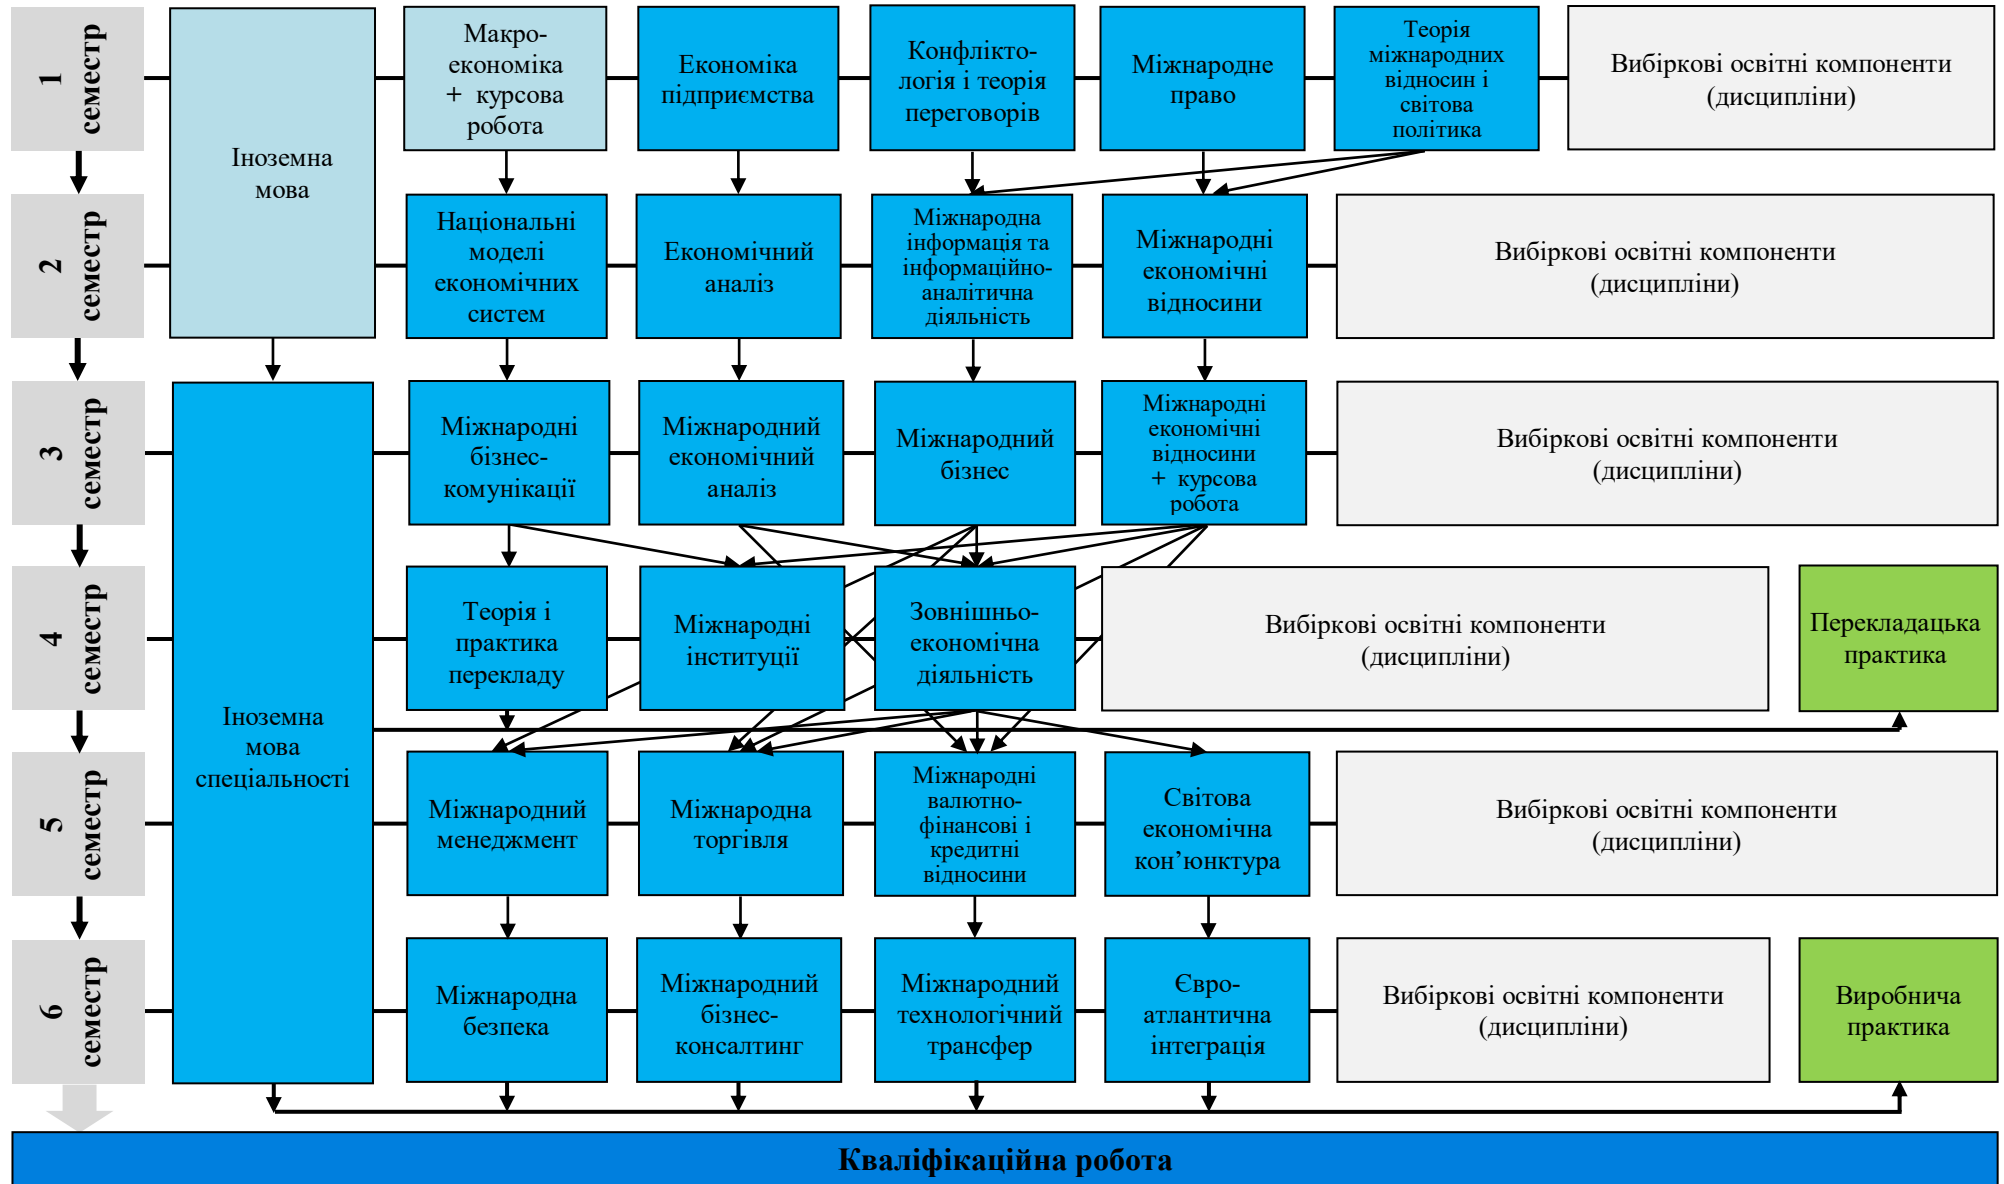 1
семестр
Іноземна
мова
Макро-
економіка
+ курсова
робота
Економіка
підприємства
Конфлікто-
логія і теорія
переговорів
Міжнародне
право
Теорія
міжнародних
відносин і
світова
політика
Вибіркові освітні компоненти
(дисципліни)
2
семестр
Національні
моделі
економічних
систем
Економічний
аналіз
Міжнародна
інформація та
інформаційно-
аналітична
діяльність
Міжнародні
економічні
відносини
Вибіркові освітні компоненти
(дисципліни)
3
семестр
Іноземна
мова
спеціальності
Міжнародні
бізнес-
комунікації
Міжнародний
економічний
аналіз
Міжнародний
бізнес
Міжнародні
економічні
відносини
+ курсова
робота
Вибіркові освітні компоненти
(дисципліни)
4
семестр
Теорія і
практика
перекладу
Міжнародні
інституції
Зовнішньо-
економічна
діяльність
Вибіркові освітні компоненти
(дисципліни)
Перекладацька
практика
5
семестр
Міжнародний
менеджмент
Міжнародна
торгівля
Міжнародні
валютно-
фінансові і
кредитні
відносини
Світова
економічна
кон’юнктура
Вибіркові освітні компоненти
(дисципліни)
6
семестр
Міжнародна
безпека
Міжнародний
бізнес-
консалтинг
Міжнародний
технологічний
трансфер
Євро-
атлантична
інтеграція
Вибіркові освітні компоненти
(дисципліни)
Виробнича
практика
Кваліфікаційна робота